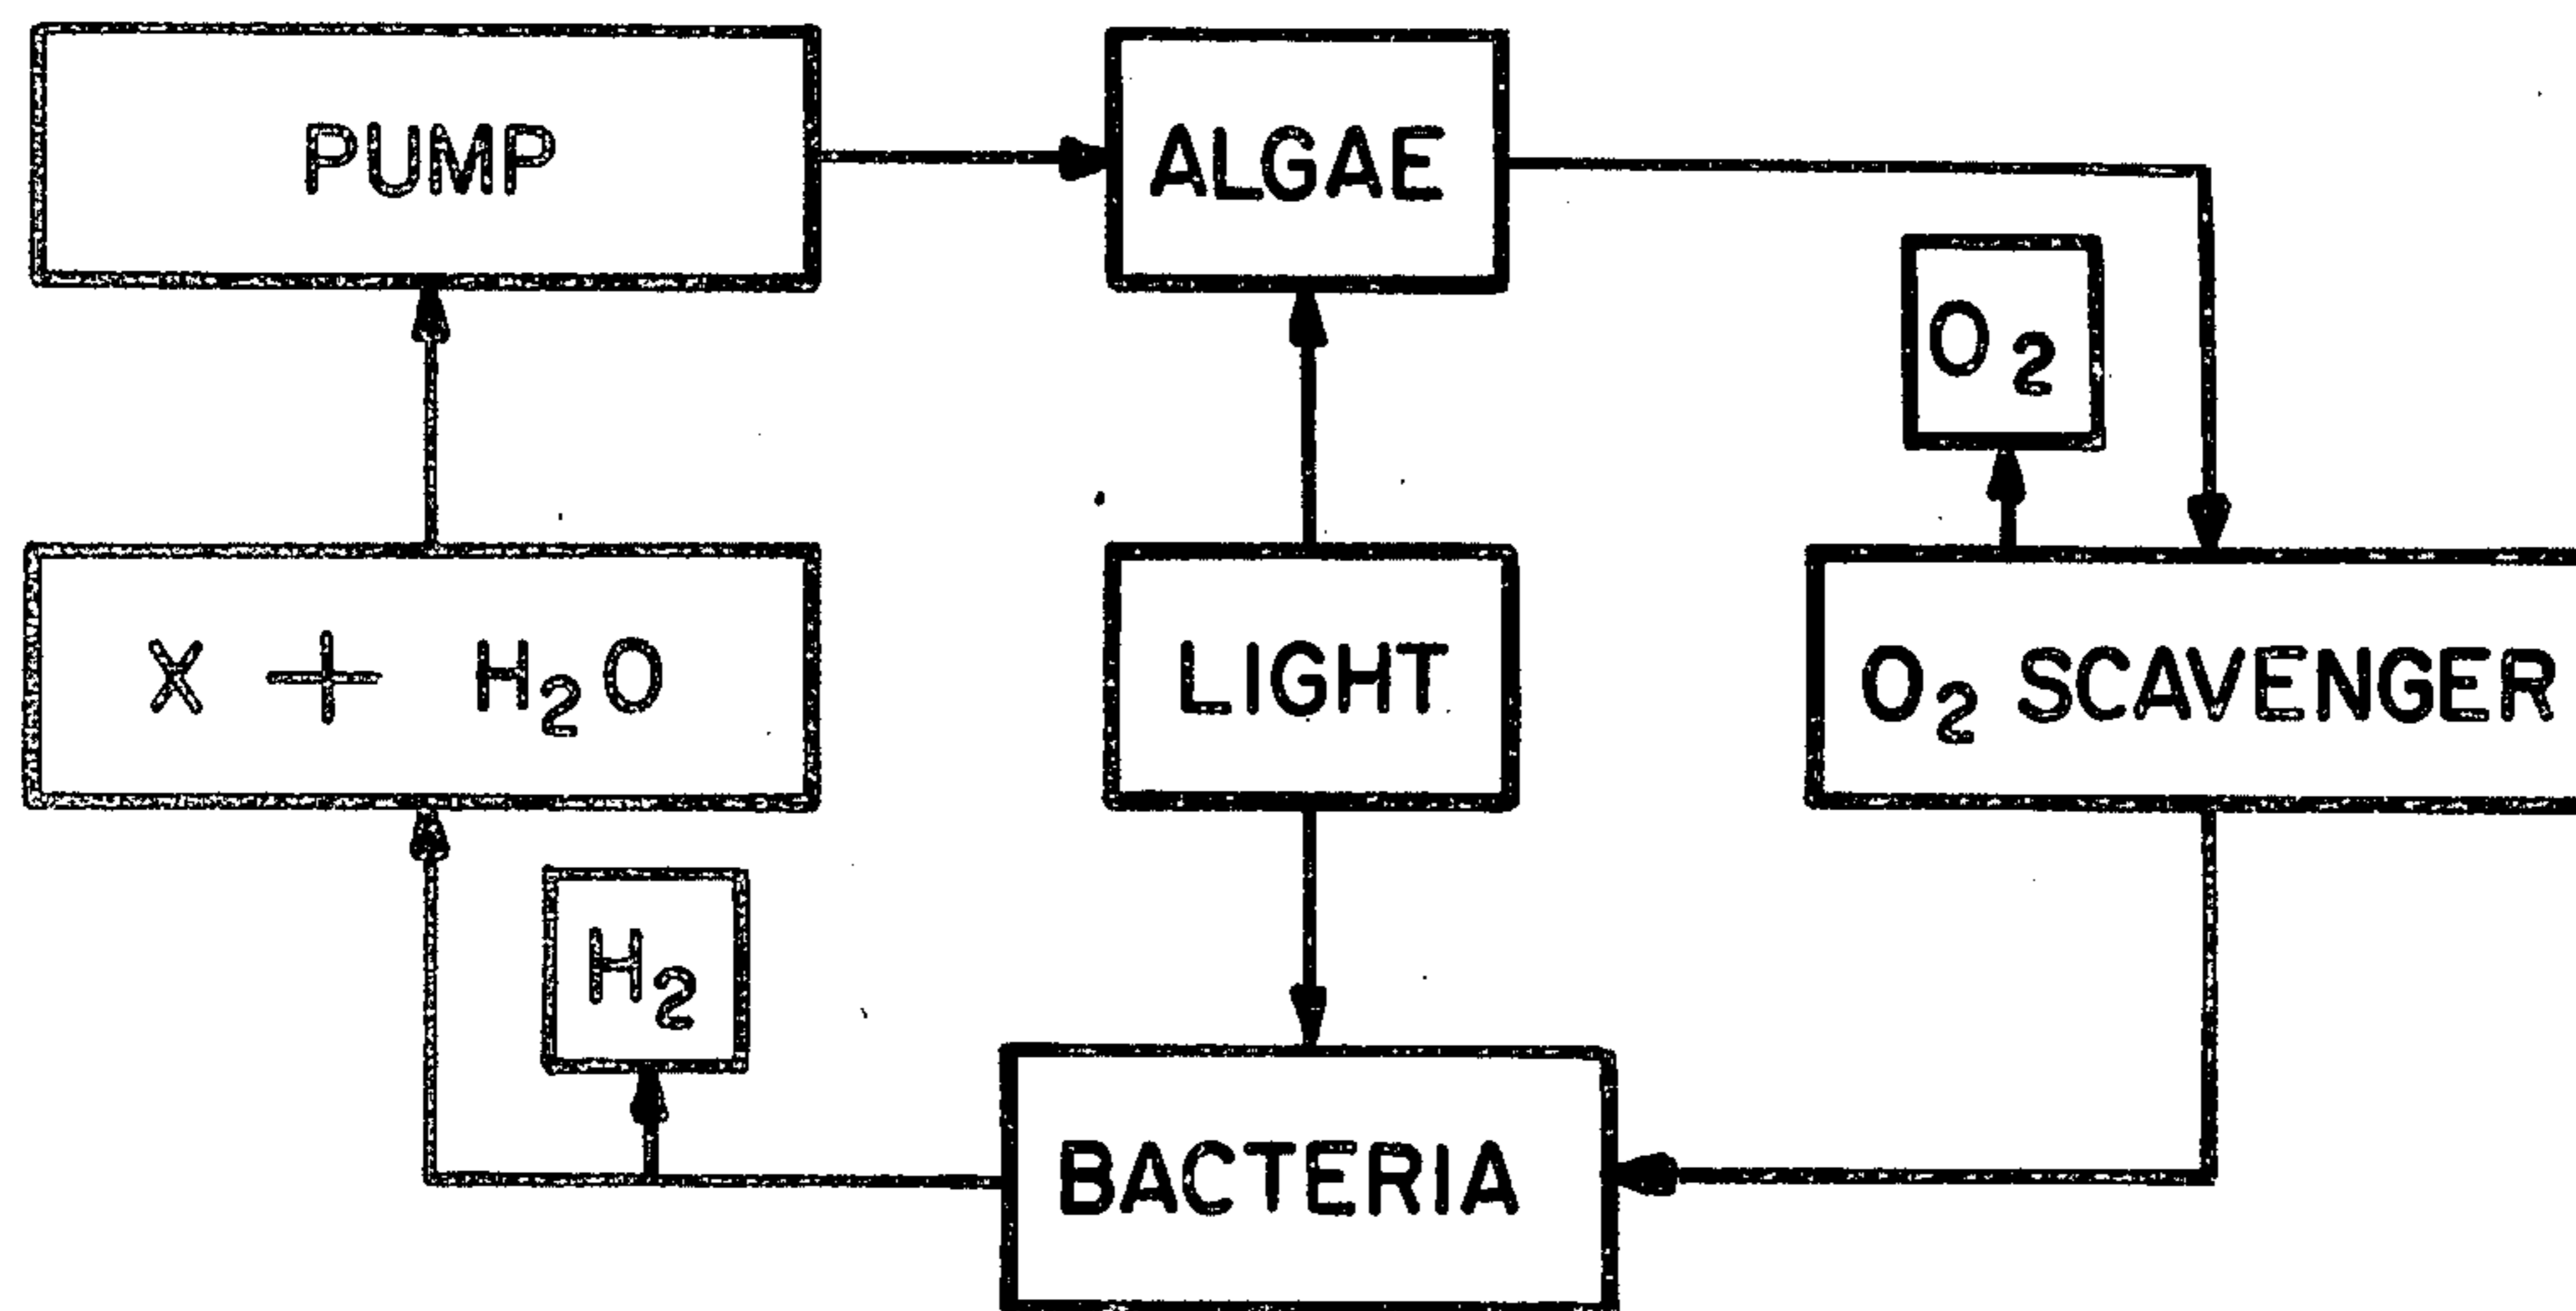 PUMP
ALGAE
O₂
X + H₂O
LIGHT
O₂ SCAVENGER
H₂
BACTERIA